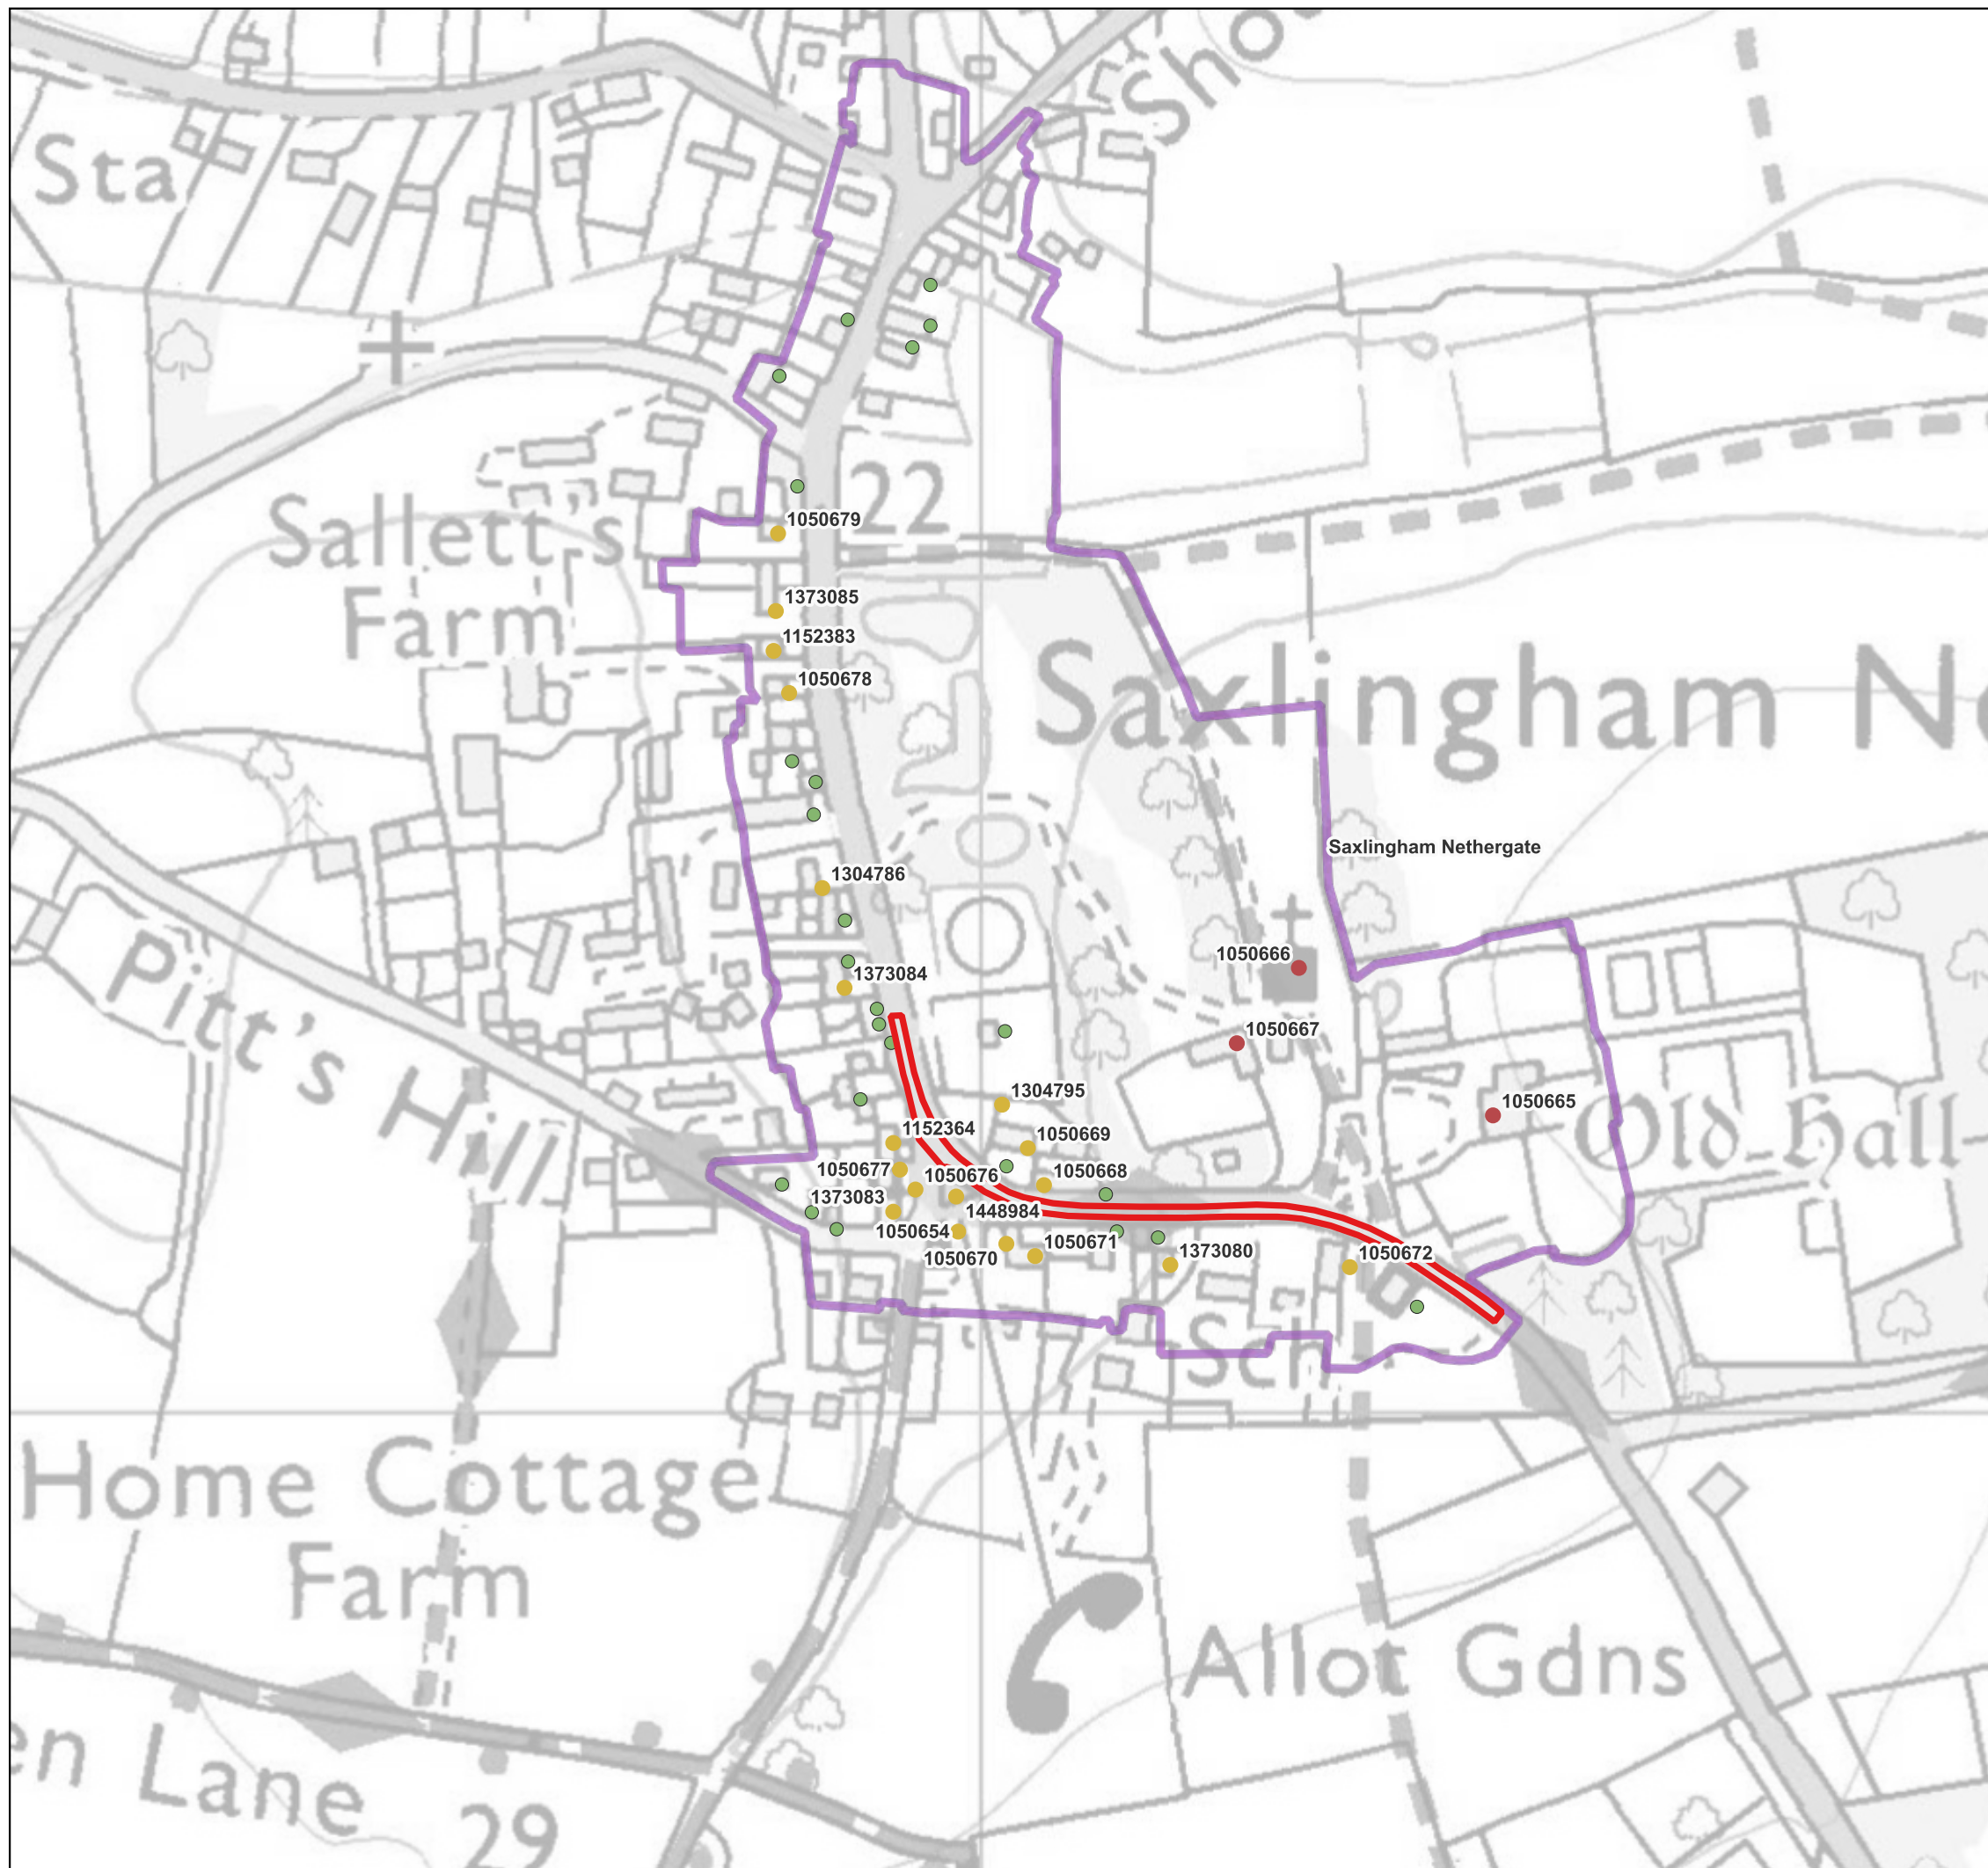 Sho
Sta
Sallett's
Farm
22
1050679
1373085
1152383
1050678
Saxlingham Ne
Saxlingham Nethergate
1304786
1050666
1373084
Pitt's Hill
1050667
1304795
1050665
Old Hall
1152364
1050669
1050677
1050676
1050668
1373083
1448984
1050654
1050671
1050670
1373080
1050672
Sch
Home Cottage
Farm
Allot Gdns
en Lane
29